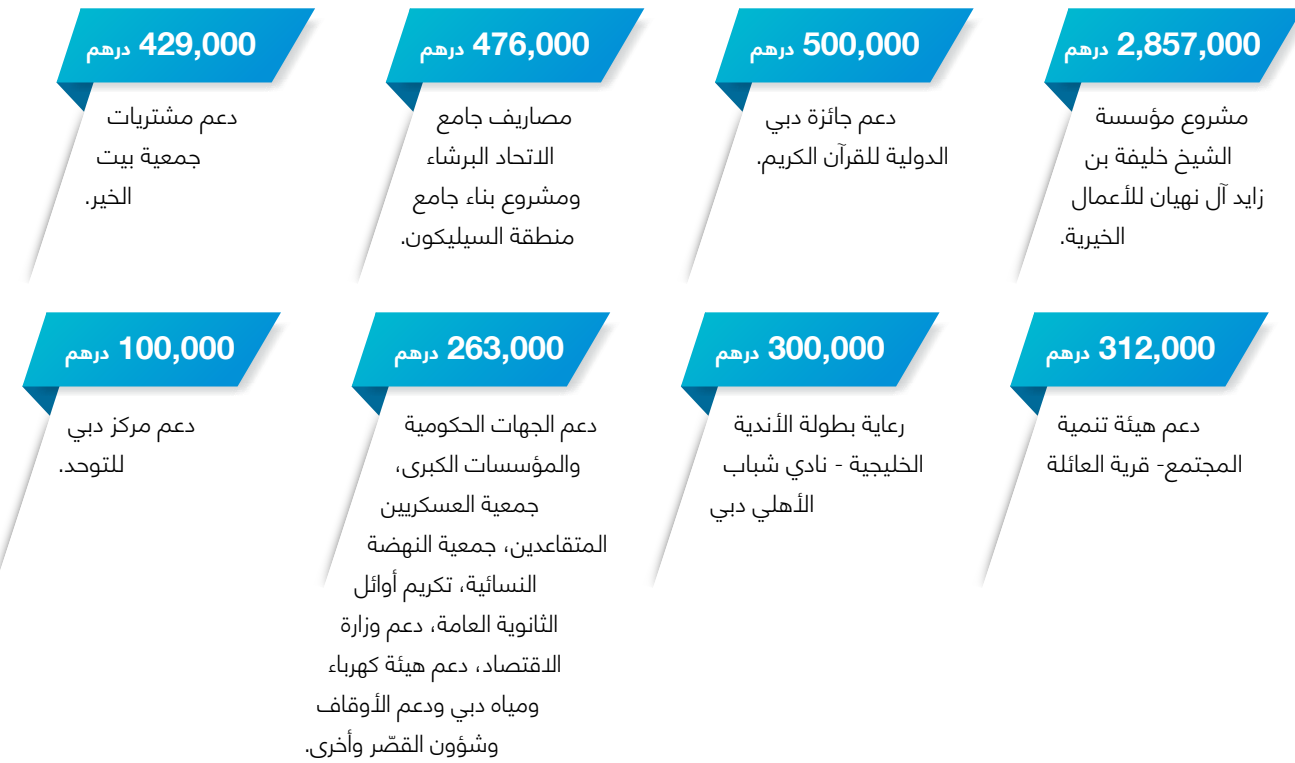 2,857,000 درهم
مشروع مؤسسة
الشيخ خليفة بن
زايد آل نهيان للأعمال
الخيرية.
500,000 درهم
دعم جائزة دبي
الدولية للقرآن الكريم.
476,000 درهم
مصاريف جامع
الاتحاد البرشاء
ومشروع بناء جامع
منطقة السيليكون.
429,000 درهم
دعم مشتريات
جمعية بيت
الخير.
312,000 درهم
دعم هيئة تنمية
المجتمع- قرية العائلة
300,000 درهم
رعاية بطولة الأندية
الخليجية - نادي شباب
الأهلي دبي
263,000 درهم
دعم الجهات الحكومية
والمؤسسات الكبرى،
جمعية العسكريين
المتقاعدين، جمعية النهضة
النسائية، تكريم أوائل
الثانوية العامة، دعم وزارة
الاقتصاد، دعم هيئة كهرباء
ومياه دبي ودعم الأوقاف
وشؤون القصّر وأخرى.
100,000 درهم
دعم مركز دبي
للتوحد.